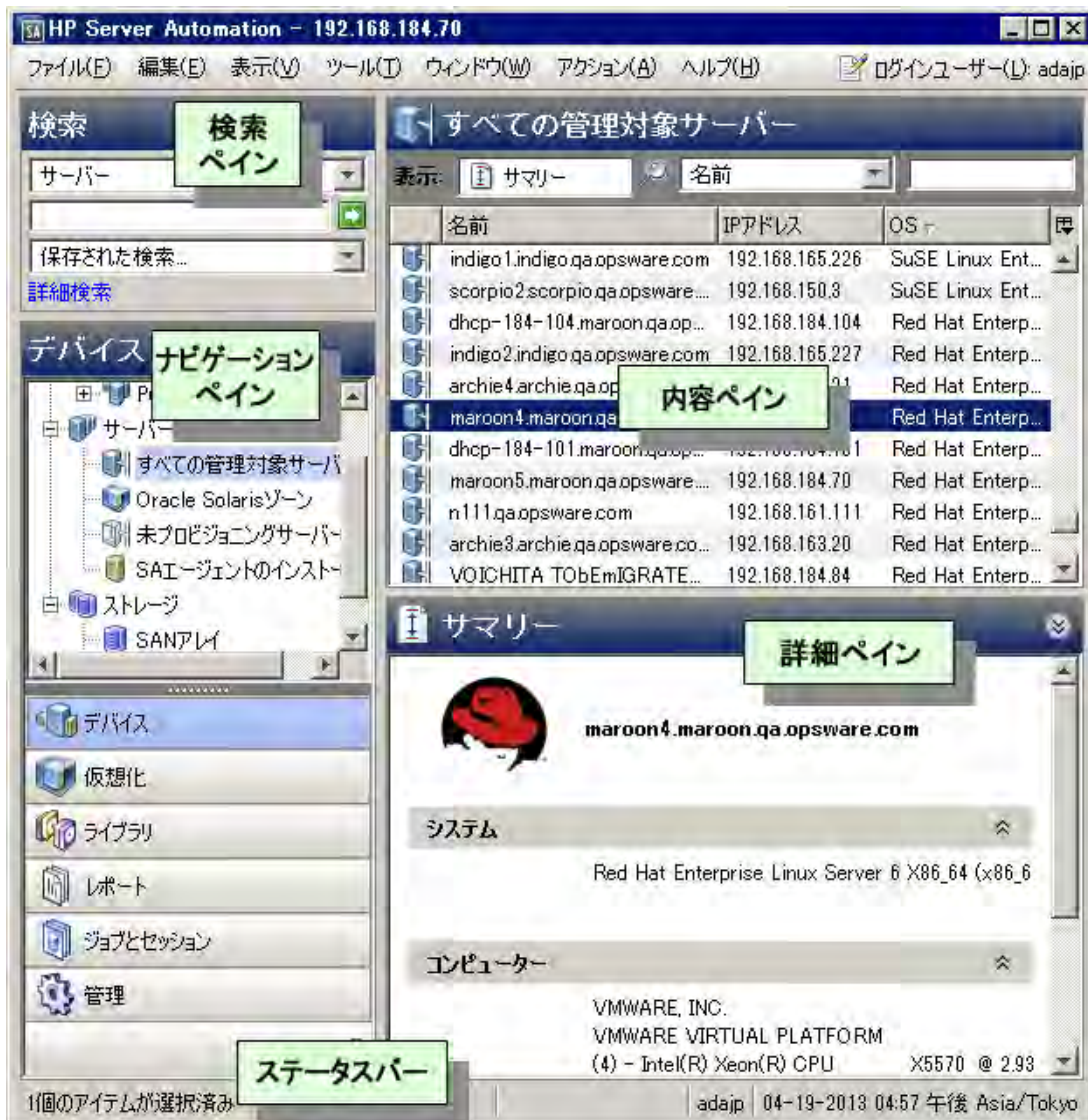 HP Server Automation - 192.168.184.70
ファイル(F) 編集(E) 表示(V) ツール(T) ウィンドウ(W) アクション(A) ヘルプ(H) ログインユーザー(L): adajp
検索
検索ペイン
サーバー
保存された検索...
詳細検索
デバイス
ナビゲーションペイン
サーバー
すべての管理対象サーバ
Oracle Solarisゾーン
未プロビジョニングサーバー
SAエージェントのインストー
ストレージ
SANアレイ
デバイス
仮想化
ライブラリ
レポート
ジョブとセッション
管理
すべての管理対象サーバー
表示: サマリー 名前
名前 IPアドレス OS
indigo1.indigo.qa.opsware.com 192.168.165.226 SuSE Linux Ent...
scorpio2.scorpio.qa.opsware.... 192.168.150.3 SuSE Linux Ent...
dhcp-184-104.maroon.qa.op... 192.168.184.104 Red Hat Enterp...
indigo2.indigo.qa.opsware.com 192.168.165.227 Red Hat Enterp...
archie4.archie.qa.op Red Hat Enterp...
内容ペイン
maroon4.maroon.qa Red Hat Enterp...
dhcp-184-101.maroon.qa.op... Red Hat Enterp...
maroon5.maroon.qa.opsware.... 192.168.184.70 Red Hat Enterp...
n111.qa.opsware.com 192.168.161.111 Red Hat Enterp...
archie3.archie.qa.opsware.co... 192.168.163.20 Red Hat Enterp...
VOICHITA TObEmIGRATE... 192.168.184.84 Red Hat Enterp...
サマリー
詳細ペイン
maroon4.maroon.qa.opsware.com
システム
Red Hat Enterprise Linux Server 6 X86_64 (x86_6
コンピューター
VMWARE, INC.
VMWARE VIRTUAL PLATFORM
(4) - Intel(R) Xeon(R) CPU X5570 @ 2.93
ステータスバー
1個のアイテムが選択済み adajp 04-19-2013 04:57 午後 Asia/Tokyo